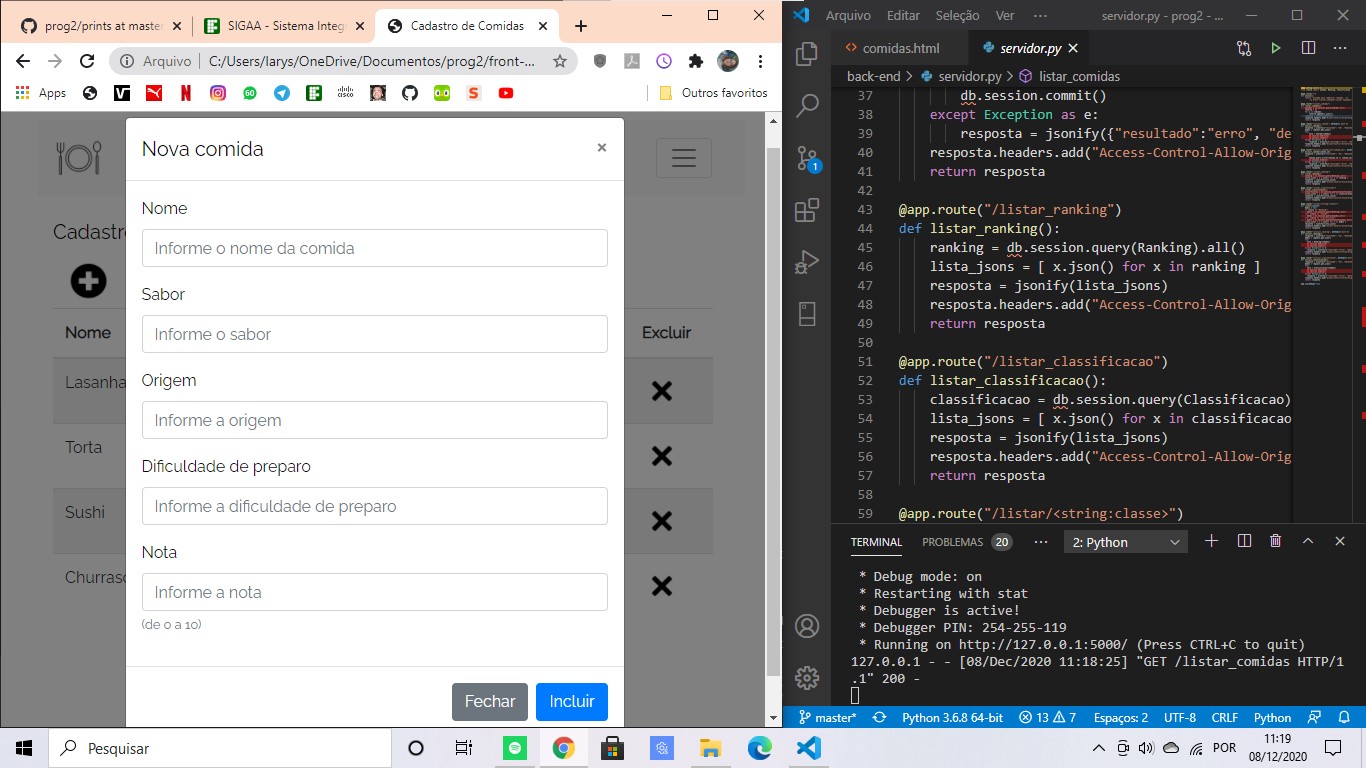 prog2/prints at master
SIGAA - Sistema Integ
Cadastro de Comidas
Arquivo
C:/Users/larys/OneDrive/Documentos/prog2/front-...
Apps
cisco
Outros favoritos
Nova comida
×
Nome
Informe o nome da comida
Sabor
Informe o sabor
Origem
Informe a origem
Dificuldade de preparo
Informe a dificuldade de preparo
Nota
Informe a nota
(de 0 a 10)
Fechar
Incluir
Cadastr
Nome
Excluir
Lasanha
Torta
Sushi
Churrasc
Arquivo Editar Seleção Ver ··· servidor.py - prog2 - ...
comidas.html
servidor.py
back-end > servidor.py > listar_comidas
37 db.session.commit()
38 except Exception as e:
39 resposta = jsonify({"resultado":"erro", "de
40 resposta.headers.add("Access-Control-Allow-Orig
41 return resposta
42
43 @app.route("/listar_ranking")
44 def listar_ranking():
45 ranking = db.session.query(Ranking).all()
46 lista_jsons = [ x.json() for x in ranking ]
47 resposta = jsonify(lista_jsons)
48 resposta.headers.add("Access-Control-Allow-Orig
49 return resposta
50
51 @app.route("/listar_classificacao")
52 def listar_classificacao():
53 classificacao = db.session.query(Classificacao)
54 lista_jsons = [ x.json() for x in classificacao
55 resposta = jsonify(lista_jsons)
56 resposta.headers.add("Access-Control-Allow-Orig
57 return resposta
58
59 @app.route("/listar/<string:classe>")
TERMINAL PROBLEMAS 20 ··· 2: Python
* Debug mode: on
* Restarting with stat
* Debugger is active!
* Debugger PIN: 254-255-119
* Running on http://127.0.0.1:5000/ (Press CTRL+C to quit)
127.0.0.1 - - [08/Dec/2020 11:18:25] "GET /listar_comidas HTTP/1
.1" 200 -
master* Python 3.6.8 64-bit 13 7 Espaços: 2 UTF-8 CRLF Python
1
Pesquisar
POR
11:19
08/12/2020